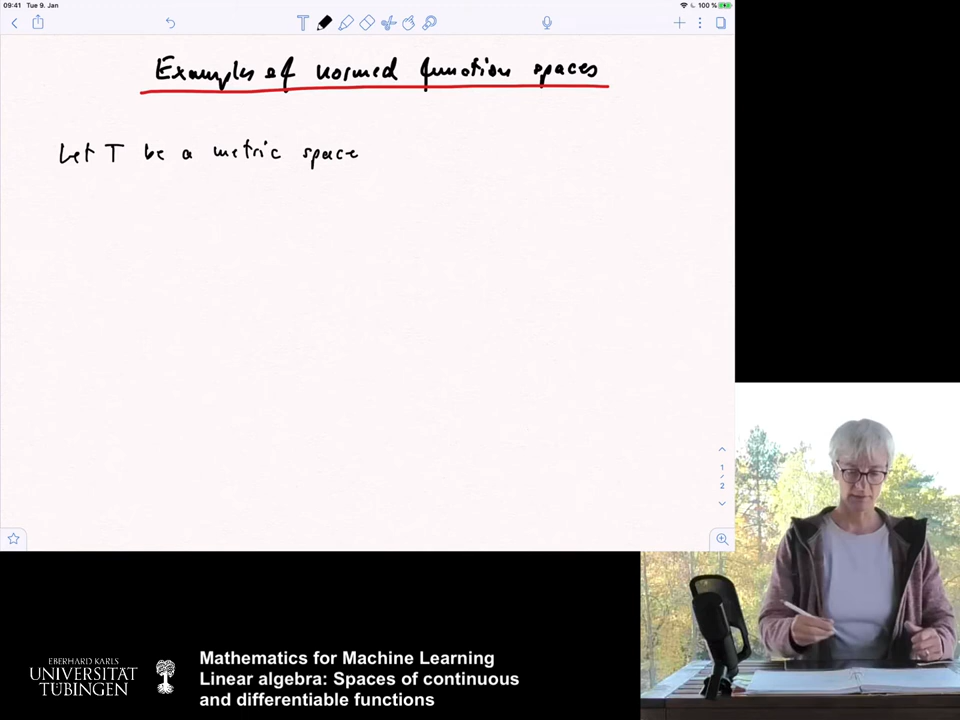 09:41 Tue 9. Jan
100 %
T
Examples of normed function spaces
Let T be a metric space
1
/
2
EBERHARD KARLS
UNIVERSITÄT
TÜBINGEN
Mathematics for Machine Learning
Linear algebra: Spaces of continuous
and differentiable functions